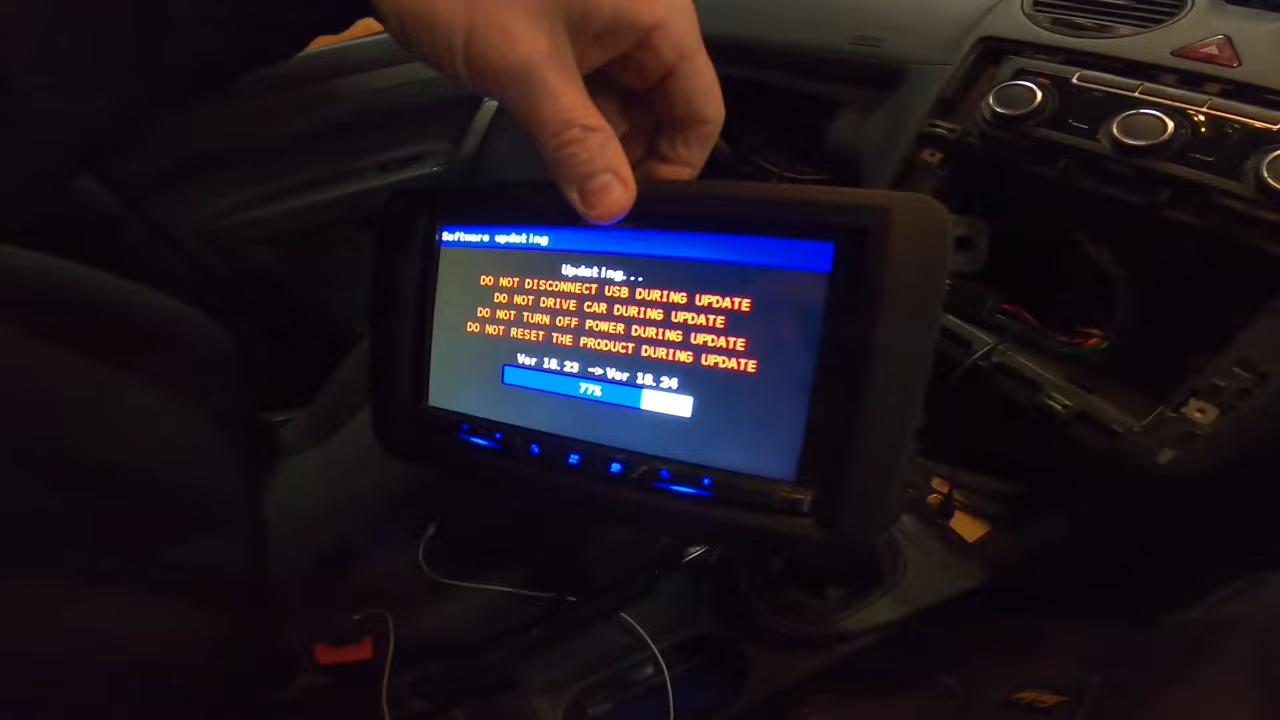 Software updating
Updating...
DO NOT DISCONNECT USB DURING UPDATE
DO NOT DRIVE CAR DURING UPDATE
DO NOT TURN OFF POWER DURING UPDATE
DO NOT RESET THE PRODUCT DURING UPDATE
Ver 18.23 ->Ver 18.24
77%